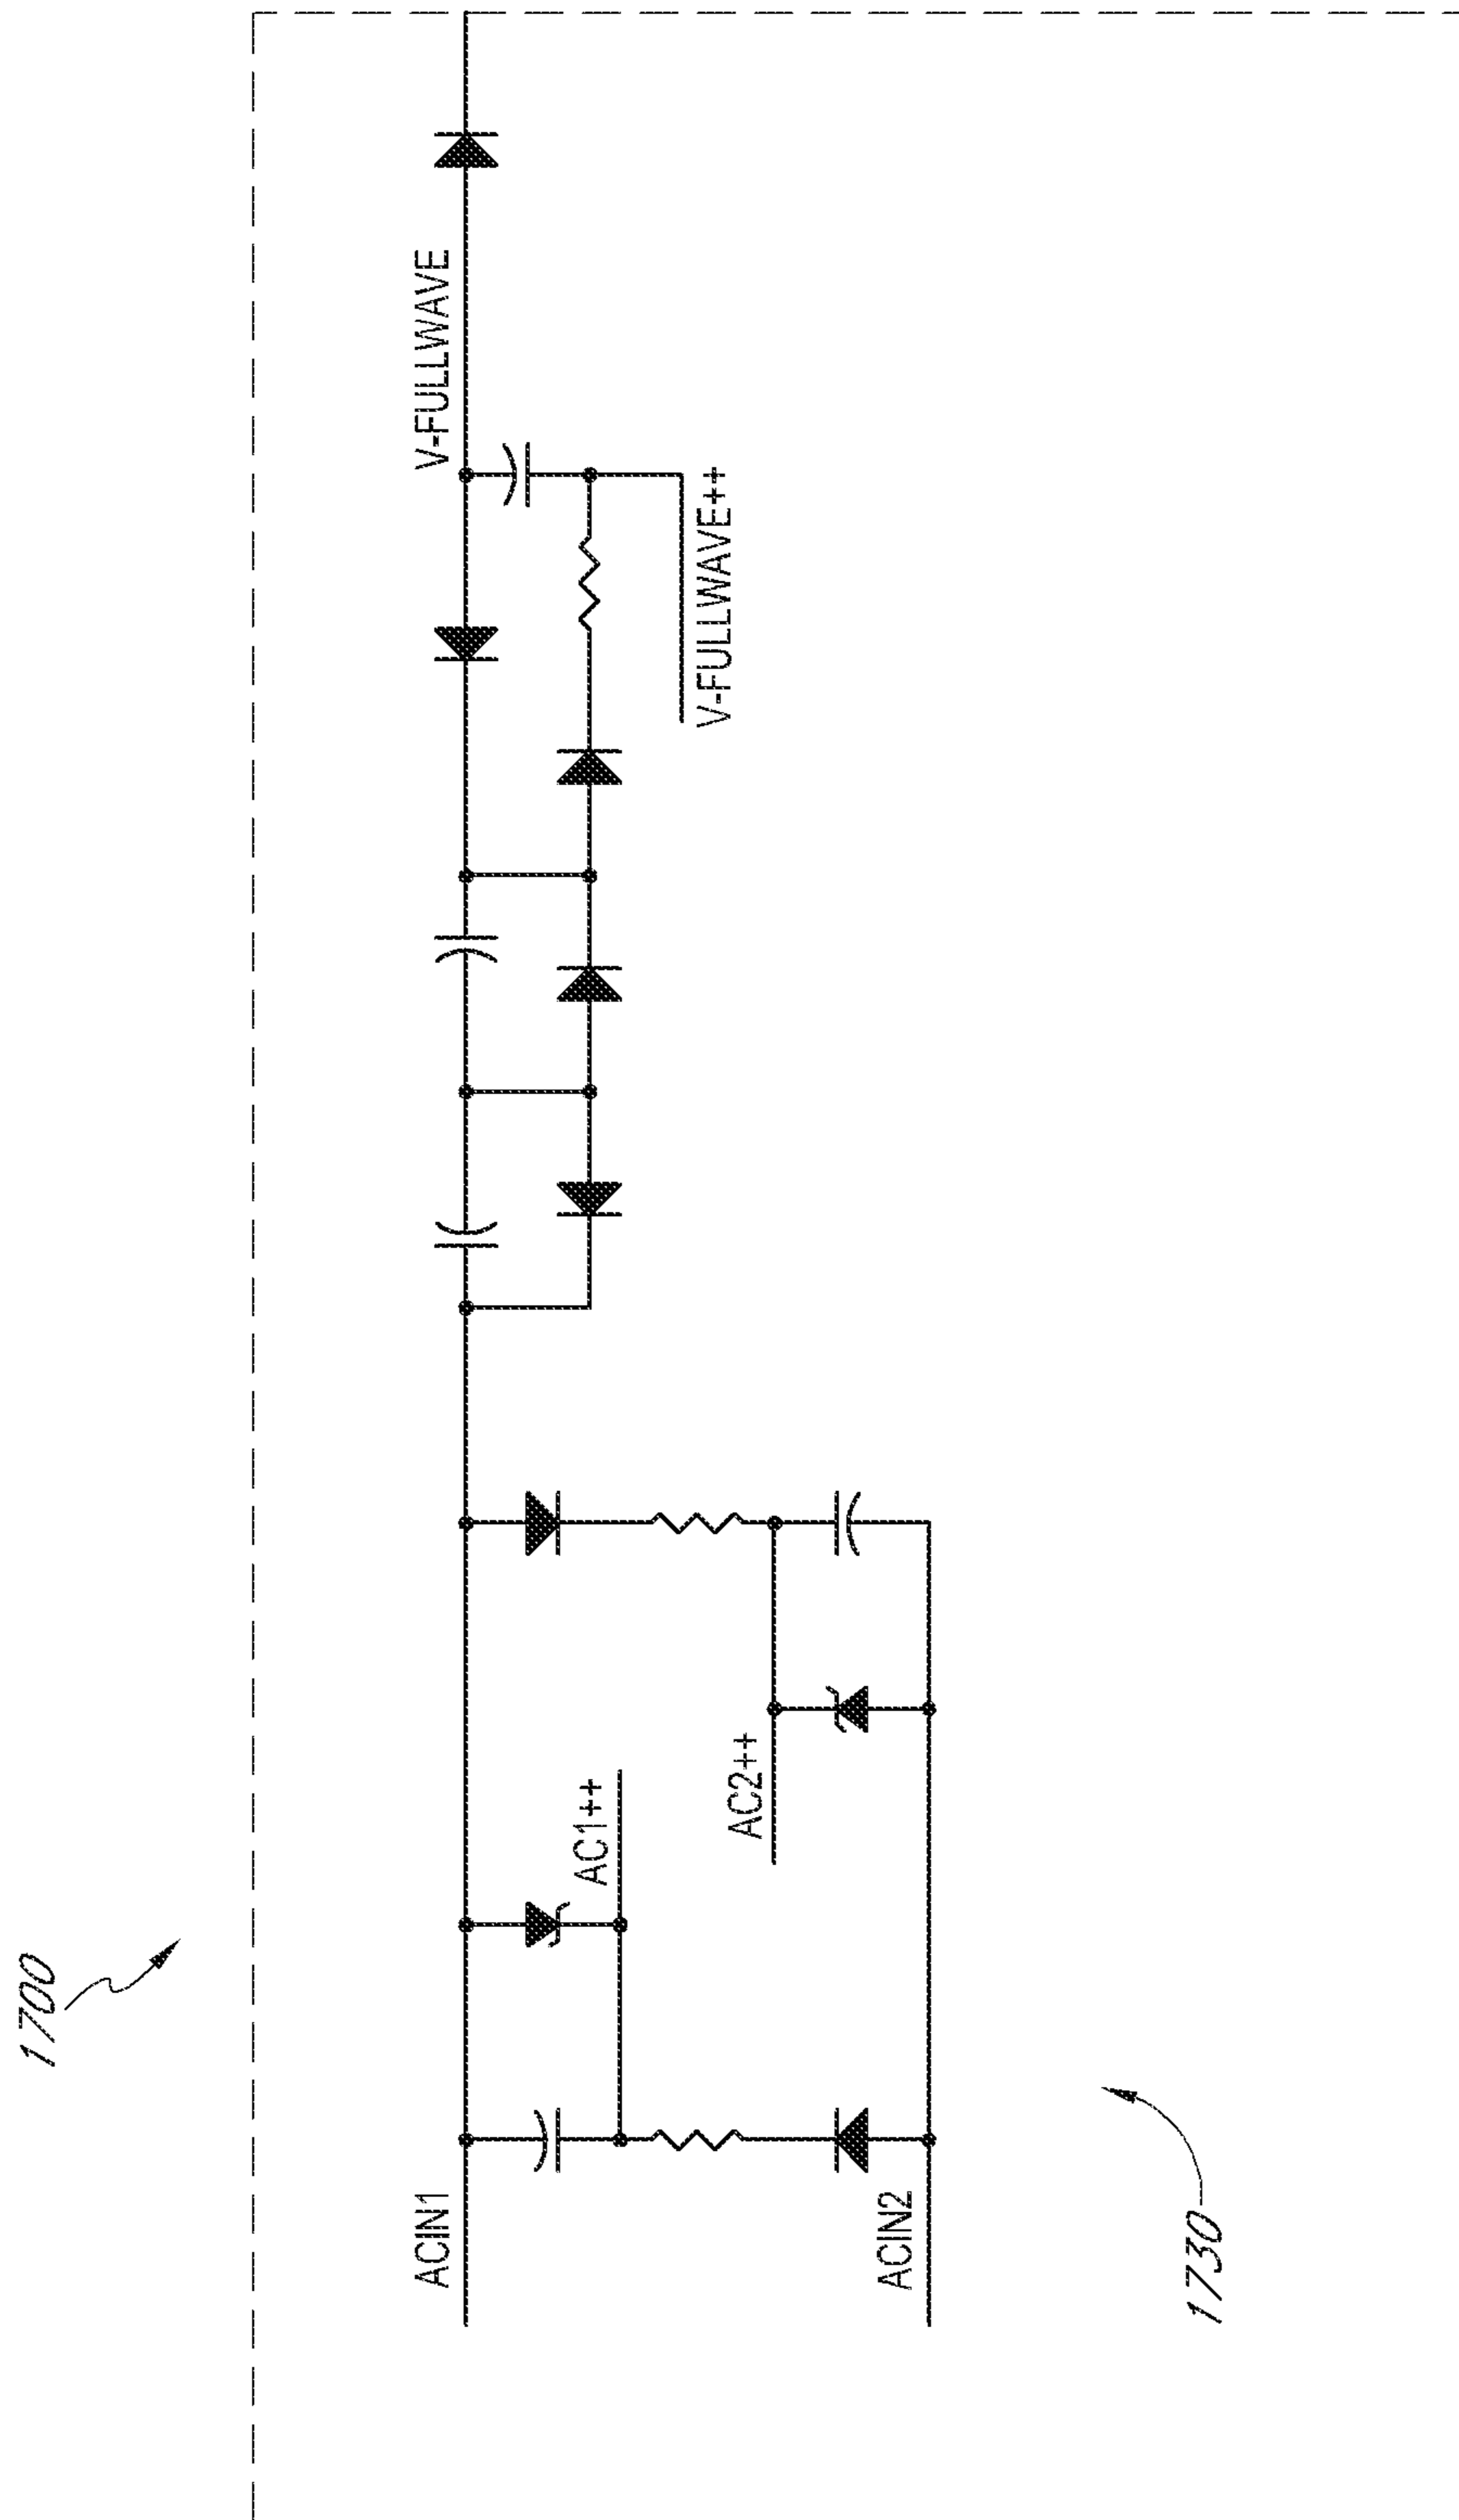 1700
V-FULLWAVE
V-FULLWAVE++
AC1++
AC2++
ACIN1
ACIN2
1730